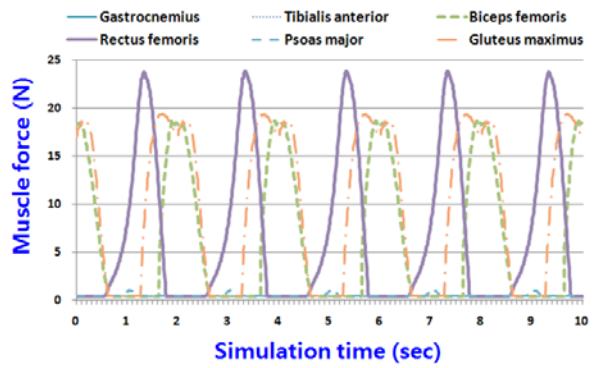 Gastrocnemius Tibialis anterior Biceps femoris
Rectus femoris Psoas major Gluteus maximus
25
20
15
10
5
0
Muscle force (N)
0 1 2 3 4 5 6 7 8 9 10
Simulation time (sec)